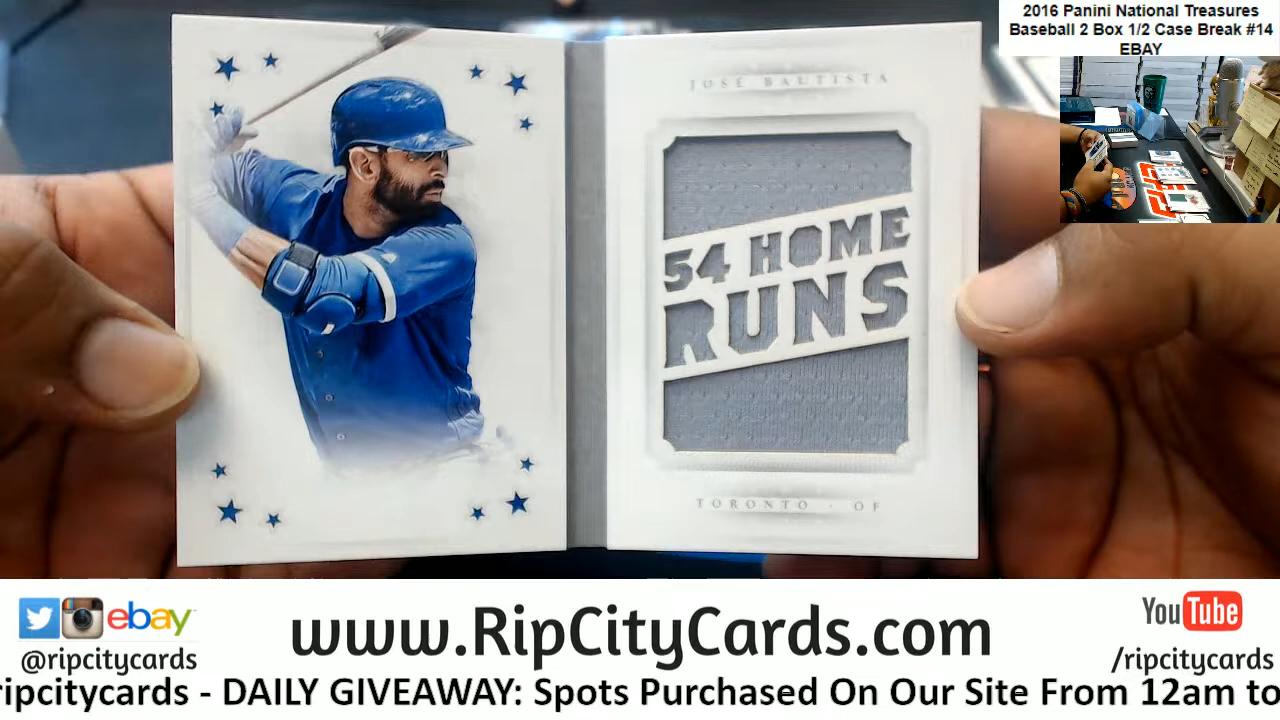 2016 Panini National Treasures
Baseball 2 Box 1/2 Case Break #14
EBAY
JOSÉ BAUTISTA
54 HOME
RUNS
TORONTO · OF
ebay
@ripcitycards
www.RipCityCards.com
YouTube
/ripcitycards
ripcitycards - DAILY GIVEAWAY: Spots Purchased On Our Site From 12am to